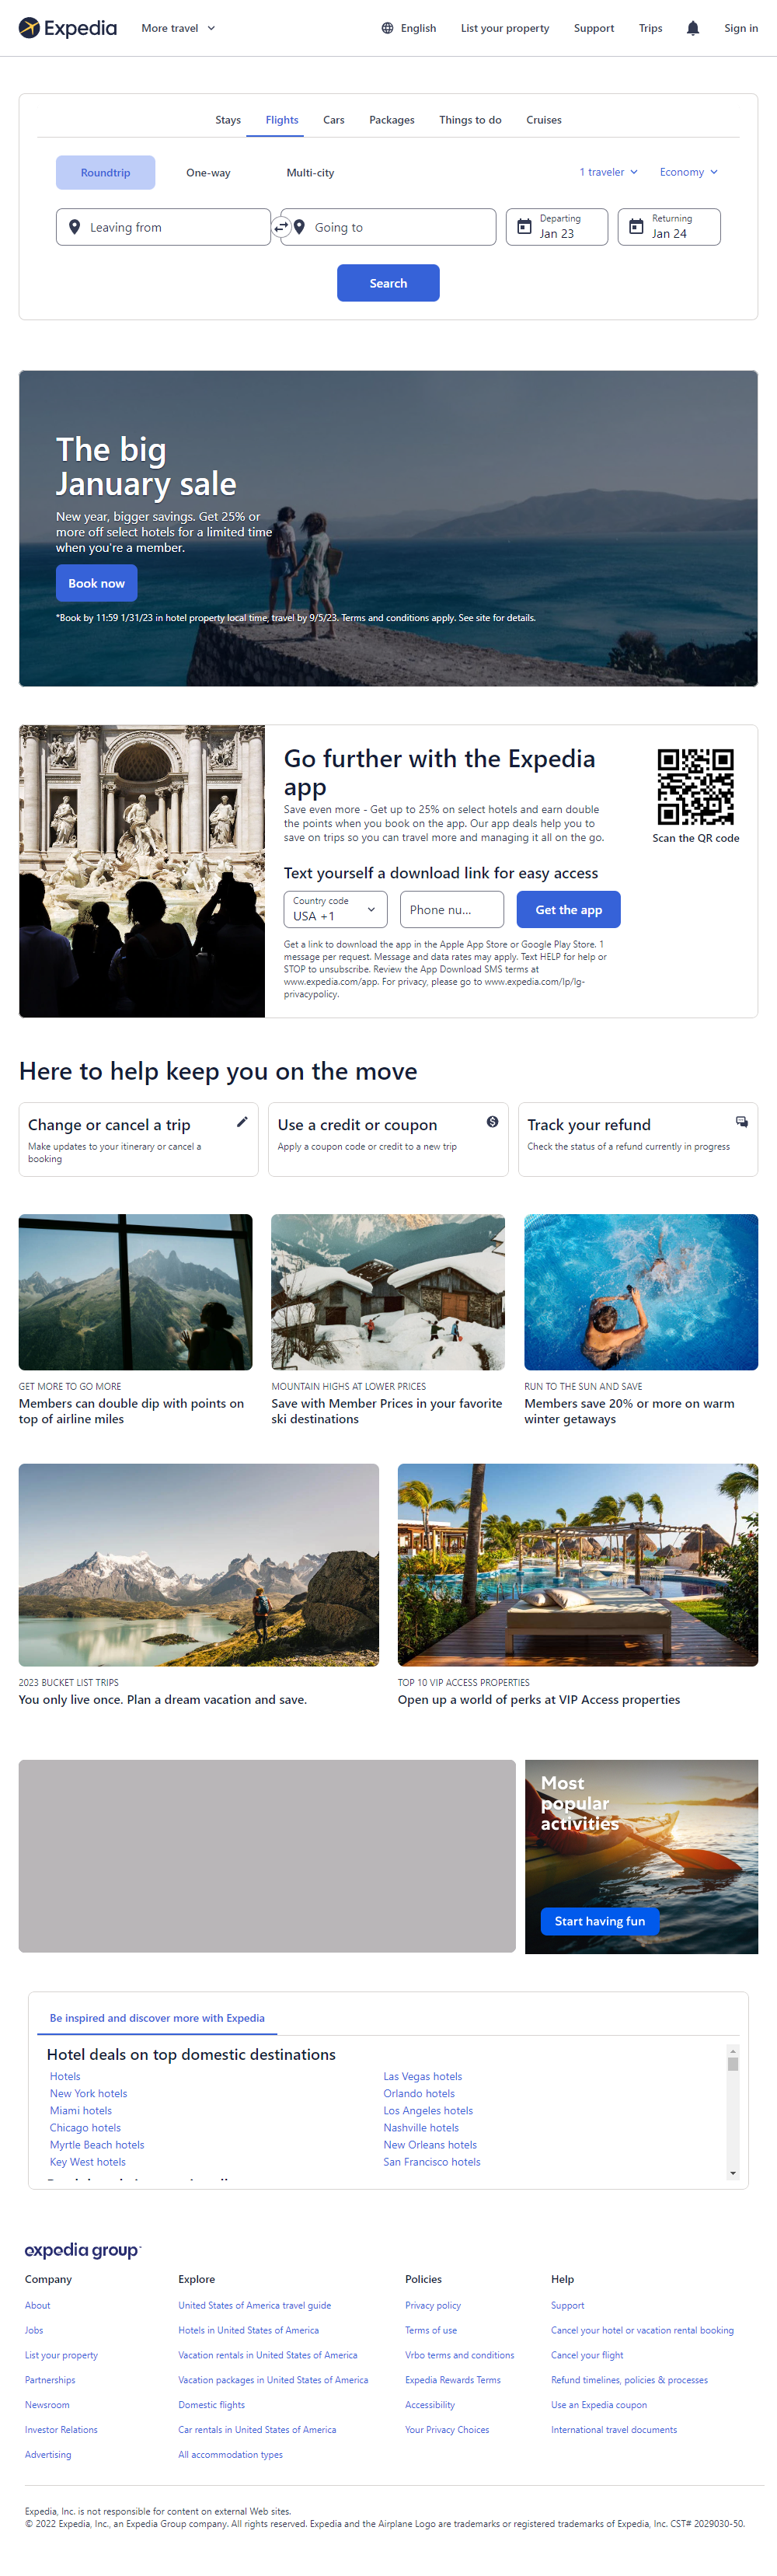 Expedia
More travel
English
List your property
Support
Trips
Sign in
Stays
Flights
Cars
Packages
Things to do
Cruises
Roundtrip
One-way
Multi-city
1 traveler
Economy
Leaving from
Going to
Departing
Jan 23
Returning
Jan 24
Search
The big
January sale
New year, bigger savings. Get 25% or
more off select hotels for a limited time
when you're a member.
Book now
*Book by 11:59 1/31/23 in hotel property local time, travel by 9/5/23. Terms and conditions apply. See site for details.
Go further with the Expedia
app
Save even more - Get up to 25% on select hotels and earn double
the points when you book on the app. Our app deals help you to
save on trips so you can travel more and managing it all on the go.
Scan the QR code
Text yourself a download link for easy access
Country code
USA +1
Phone nu...
Get the app
Get a link to download the app in the Apple App Store or Google Play Store. 1
message per request. Message and data rates may apply. Text HELP for help or
STOP to unsubscribe. Review the App Download SMS terms at
www.expedia.com/app. For privacy, please go to www.expedia.com/lp/lg-
privacypolicy.
Here to help keep you on the move
Change or cancel a trip
Make updates to your itinerary or cancel a
booking
Use a credit or coupon
Apply a coupon code or credit to a new trip
Track your refund
Check the status of a refund currently in progress
GET MORE TO GO MORE
Members can double dip with points on
top of airline miles
MOUNTAIN HIGHS AT LOWER PRICES
Save with Member Prices in your favorite
ski destinations
RUN TO THE SUN AND SAVE
Members save 20% or more on warm
winter getaways
2023 BUCKET LIST TRIPS
You only live once. Plan a dream vacation and save.
TOP 10 VIP ACCESS PROPERTIES
Open up a world of perks at VIP Access properties
Most
popular
activities
Start having fun
Be inspired and discover more with Expedia
Hotel deals on top domestic destinations
Hotels
Las Vegas hotels
New York hotels
Orlando hotels
Miami hotels
Los Angeles hotels
Chicago hotels
Nashville hotels
Myrtle Beach hotels
New Orleans hotels
Key West hotels
San Francisco hotels
expedia group
Company
About
Jobs
List your property
Partnerships
Newsroom
Investor Relations
Advertising
Explore
United States of America travel guide
Hotels in United States of America
Vacation rentals in United States of America
Vacation packages in United States of America
Domestic flights
Car rentals in United States of America
All accommodation types
Policies
Privacy policy
Terms of use
Vrbo terms and conditions
Expedia Rewards Terms
Accessibility
Your Privacy Choices
Help
Support
Cancel your hotel or vacation rental booking
Cancel your flight
Refund timelines, policies & processes
Use an Expedia coupon
International travel documents
Expedia, Inc. is not responsible for content on external Web sites.
© 2022 Expedia, Inc., an Expedia Group company. All rights reserved. Expedia and the Airplane Logo are trademarks or registered trademarks of Expedia, Inc. CST# 2029030-50.